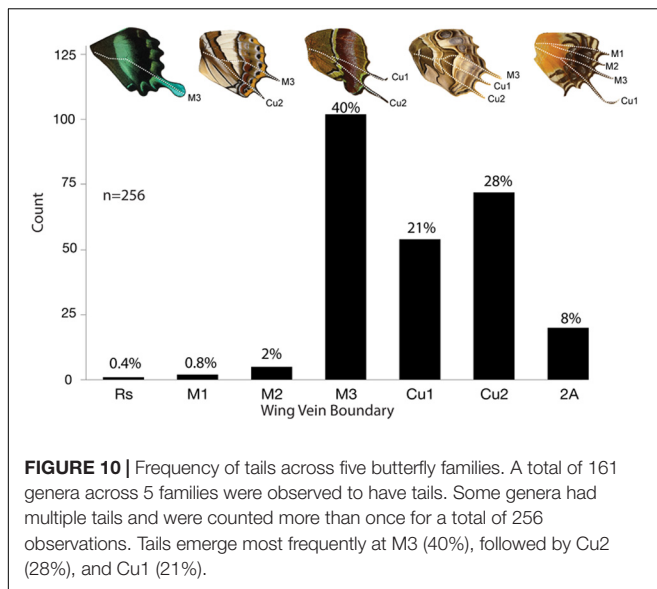 125
100
75
50
25
0
Count
n=256
M3
M3
Cu2
Cu1
Cu2
M3
Cu1
Cu2
M1
M2
M3
Cu1
0.4%
0.8%
2%
40%
21%
28%
8%
Rs M1 M2 M3 Cu1 Cu2 2A
Wing Vein Boundary
FIGURE 10 | Frequency of tails across five butterfly families. A total of 161
genera across 5 families were observed to have tails. Some genera had
multiple tails and were counted more than once for a total of 256
observations. Tails emerge most frequently at M3 (40%), followed by Cu2
(28%), and Cu1 (21%).